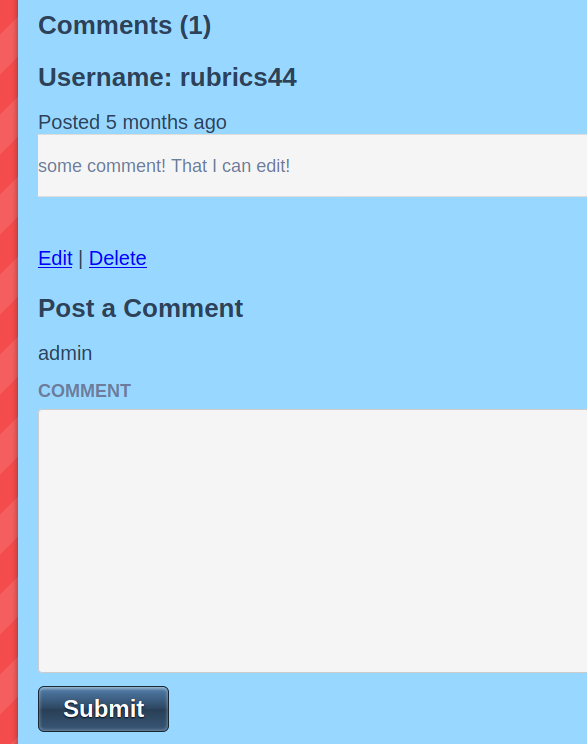 Comments (1)
Username: rubrics44
Posted 5 months ago
some comment! That I can edit!
Edit | Delete
Post a Comment
admin
COMMENT
Submit